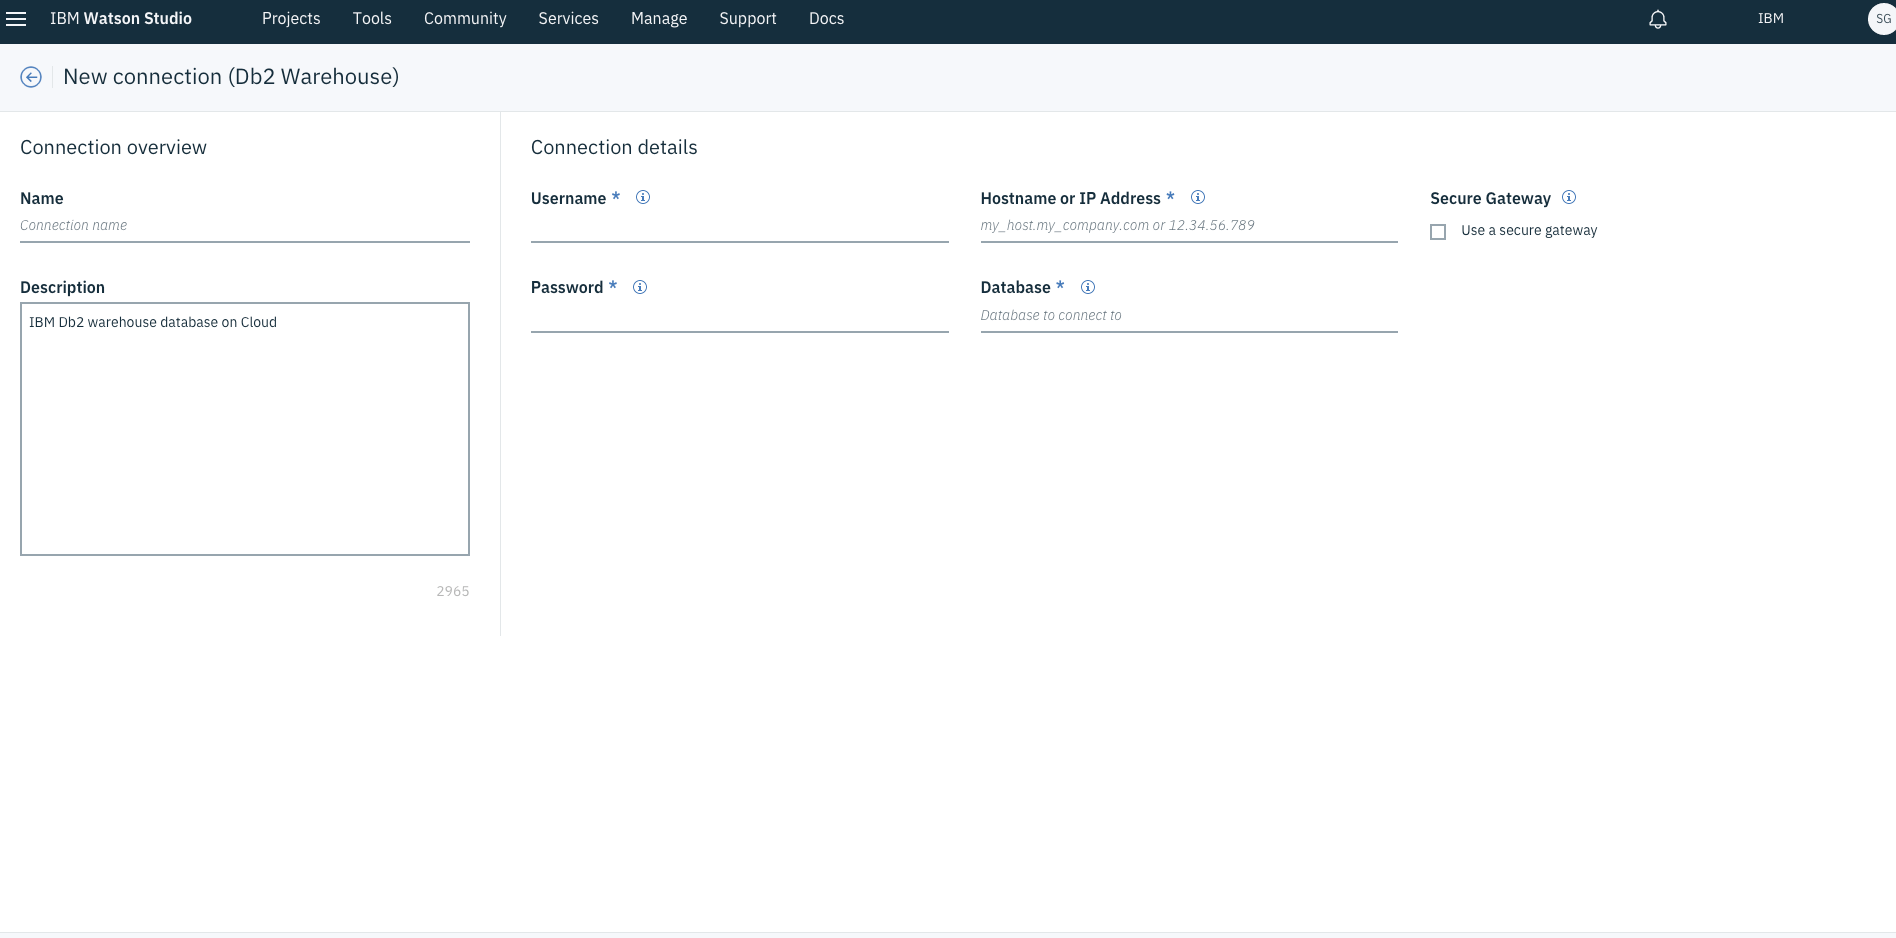 IBM Watson Studio Projects Tools Community Services Manage Support Docs IBM SG
New connection (Db2 Warehouse)
Connection overview
Name
Connection name
Description
IBM Db2 warehouse database on Cloud
2965
Connection details
Username * Hostname or IP Address * Secure Gateway
my_host.my_company.com or 12.34.56.789
Use a secure gateway
Password * Database *
Database to connect to